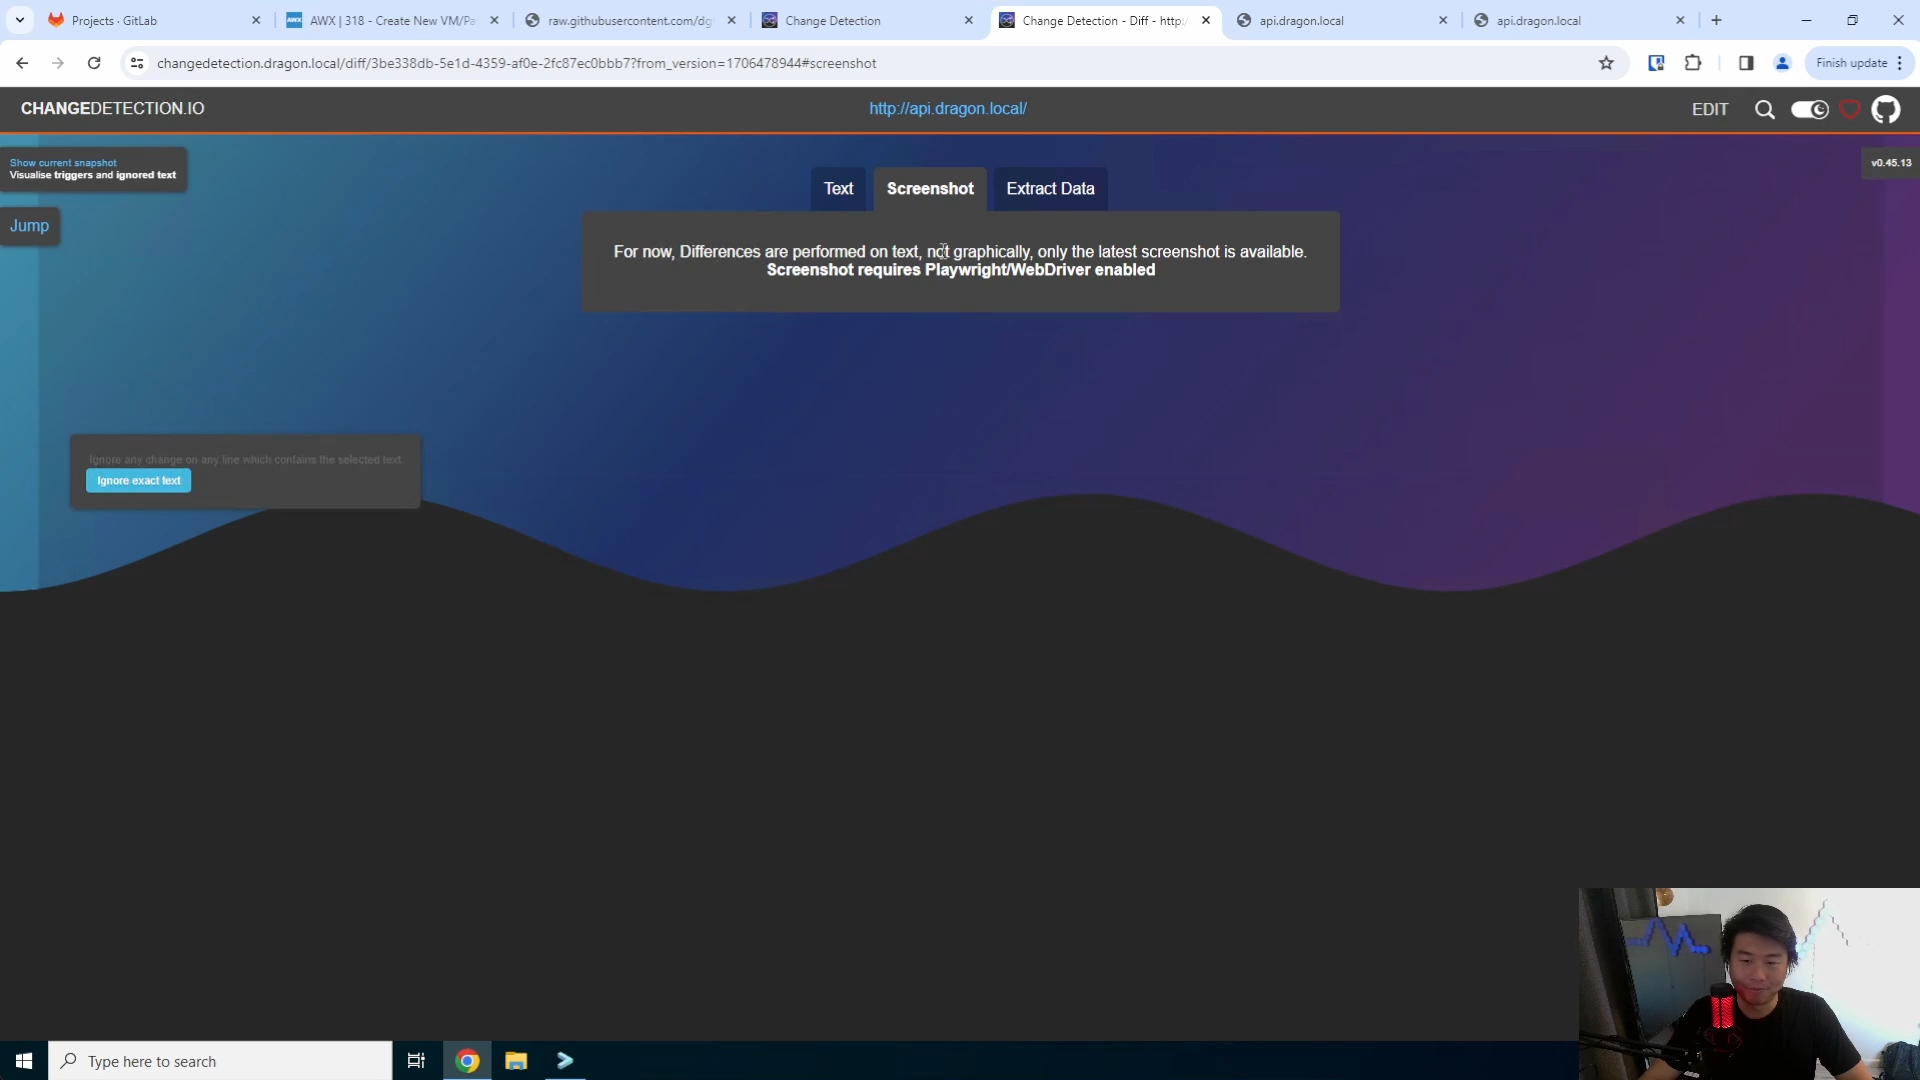 Projects · GitLab
AWX | 318 - Create New VM/Pa
raw.githubusercontent.com/dg
Change Detection
Change Detection - Diff - http:
api.dragon.local
api.dragon.local
changedetection.dragon.local/diff/3be338db-5e1d-4359-af0e-2fc87ec0bbb7?from_version=1706478944#screenshot
Finish update
CHANGEDETECTION.IO
http://api.dragon.local/
EDIT
Show current snapshot
Visualise triggers and ignored text
v0.45.13
Jump
Text
Screenshot
Extract Data
For now, Differences are performed on text, not graphically, only the latest screenshot is available.
Screenshot requires Playwright/WebDriver enabled
Ignore any change on any line which contains the selected text.
Ignore exact text
Type here to search